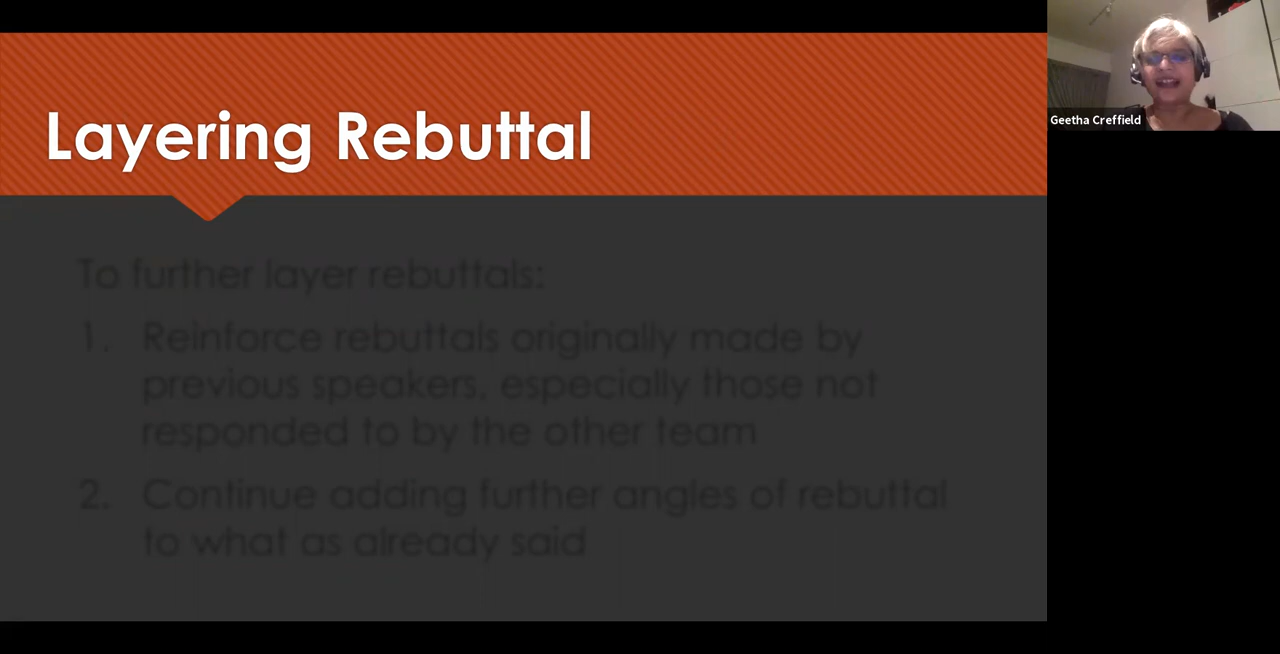 Layering Rebuttal
Geetha Creffield
To further layer rebuttals:
1. Reinforce rebuttals originally made by
previous speakers, especially those not
responded to by the other team
2. Continue adding further angles of rebuttal
to what as already said